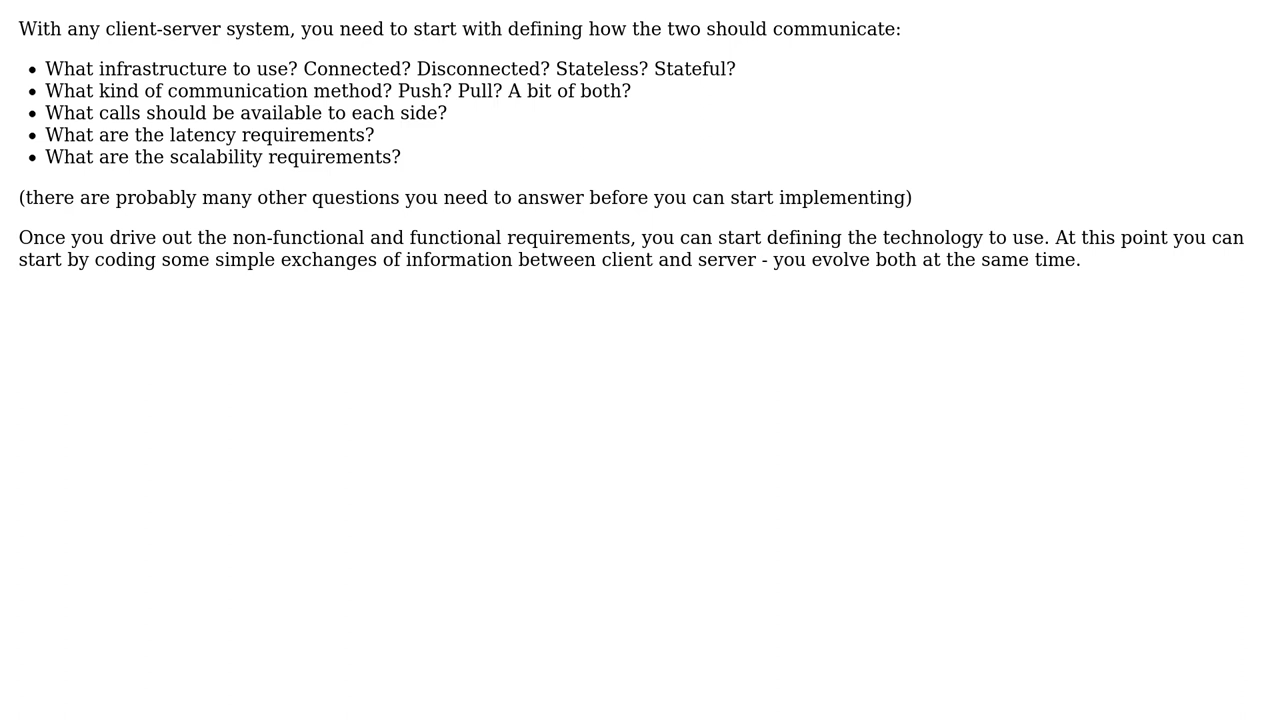 With any client-server system, you need to start with defining how the two should communicate:
• What infrastructure to use? Connected? Disconnected? Stateless? Stateful?
• What kind of communication method? Push? Pull? A bit of both?
• What calls should be available to each side?
• What are the latency requirements?
• What are the scalability requirements?
(there are probably many other questions you need to answer before you can start implementing)
Once you drive out the non-functional and functional requirements, you can start defining the technology to use. At this point you can
start by coding some simple exchanges of information between client and server - you evolve both at the same time.